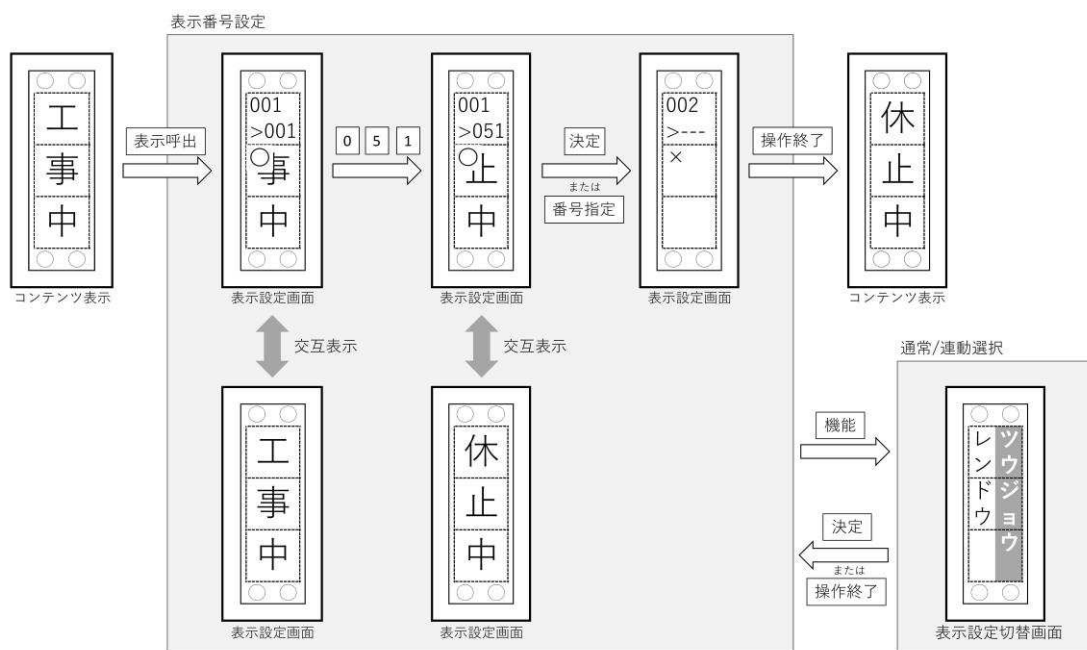 表示番号設定
工
事
中
コンテンツ表示
表示呼出
001
>001
○事
中
表示設定画面
0 5 1
001
>051
○止
中
表示設定画面
決定
または
番号指定
002
>---
×
表示設定画面
操作終了
休
止
中
コンテンツ表示
交互表示
工
事
中
表示設定画面
交互表示
休
止
中
表示設定画面
機能
決定
または
操作終了
通常/連動選択
ツウジョウ
レンドウ
表示設定切替画面